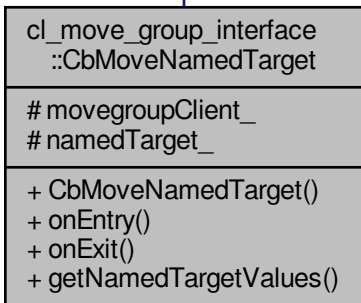 cl_move_group_interface
::CbMoveNamedTarget
# movegroupClient_
# namedTarget_
+ CbMoveNamedTarget()
+ onEntry()
+ onExit()
+ getNamedTargetValues()